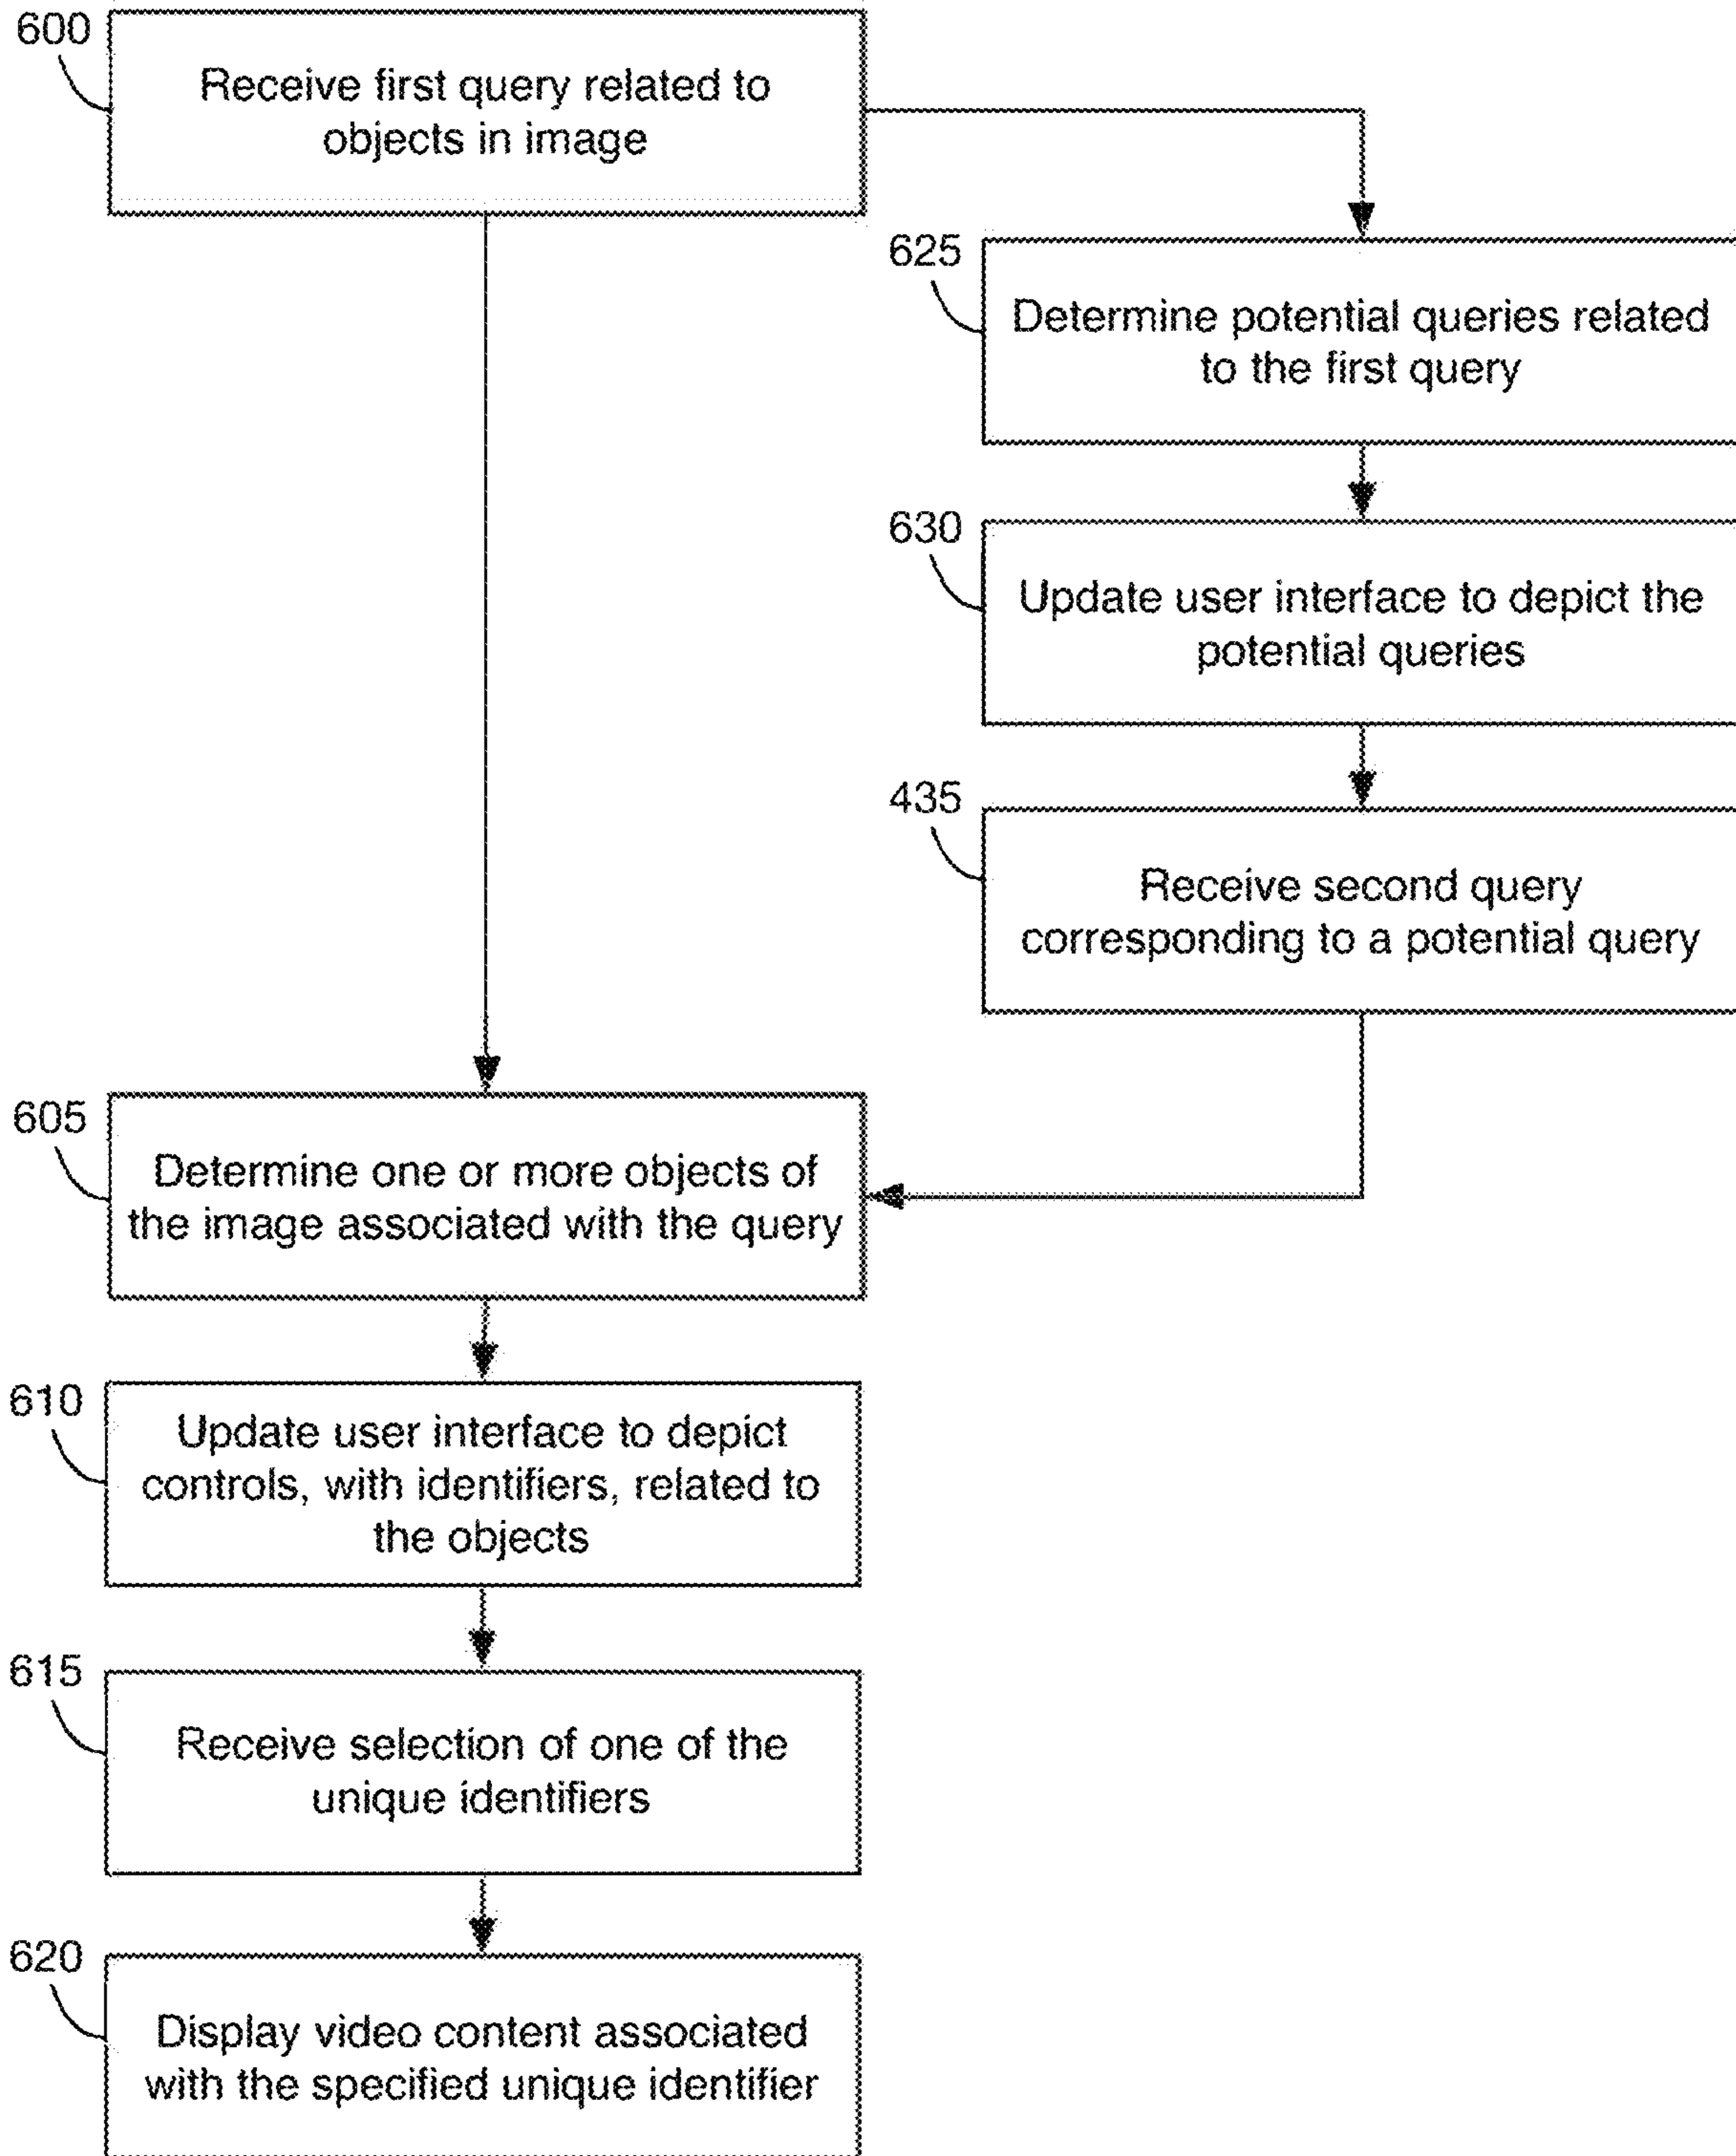 600
Receive first query related to
objects in image
625
Determine potential queries related
to the first query
630
Update user interface to depict the
potential queries
435
Receive second query
corresponding to a potential query
605
Determine one or more objects of
the image associated with the query
610
Update user interface to depict
controls, with identifiers, related to
the objects
615
Receive selection of one of the
unique identifiers
620
Display video content associated
with the specified unique identifier